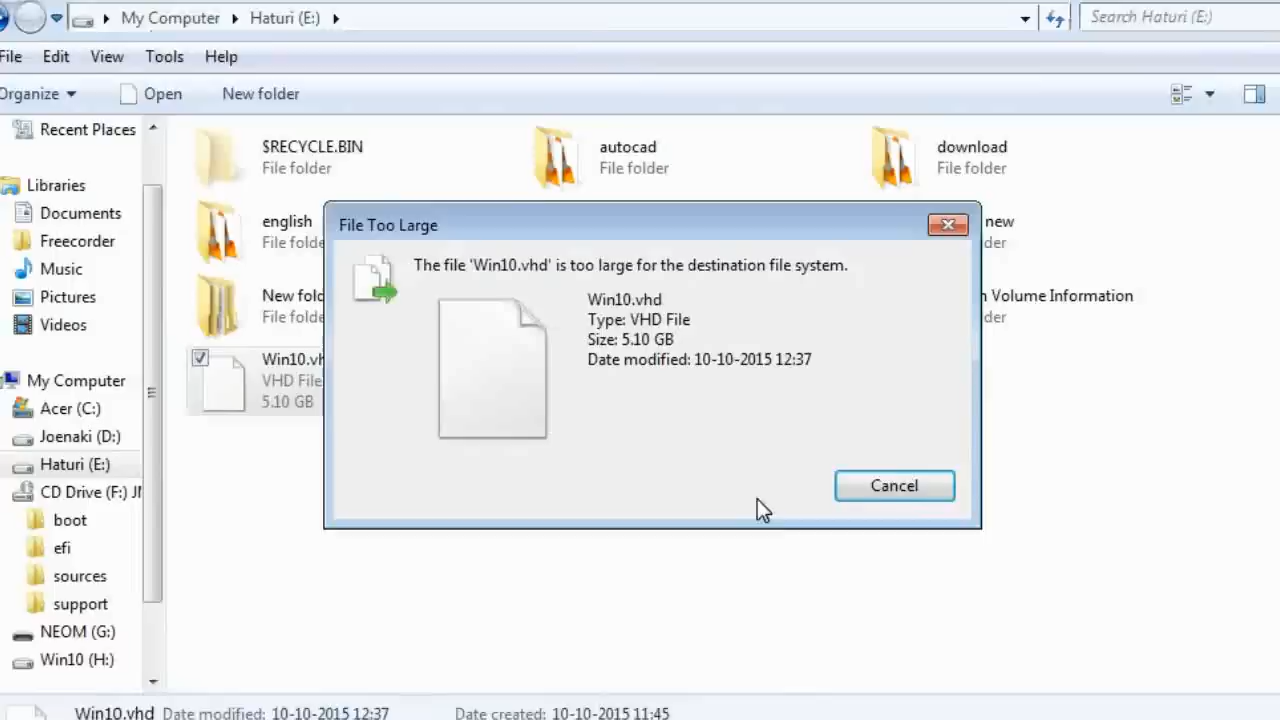 My Computer Haturi (E:) Search Haturi (E:)
File Edit View Tools Help
Organize Open New folder
Recent Places
Libraries
Documents
Freecorder
Music
Pictures
Videos
My Computer
Acer (C:)
Joenaki (D:)
Haturi (E:)
CD Drive (F:)
boot
efi
sources
support
NEOM (G:)
Win10 (H:)
$RECYCLE.BIN
File folder
autocad
File folder
download
File folder
english
File
new
New
File
Volume Information
Win10.vh
VHD File
5.10 GB
File Too Large
The file 'Win10.vhd' is too large for the destination file system.
Win10.vhd
Type: VHD File
Size: 5.10 GB
Date modified: 10-10-2015 12:37
Cancel
Win10.vhd Date modified: 10-10-2015 12:37 Date created: 10-10-2015 11:45